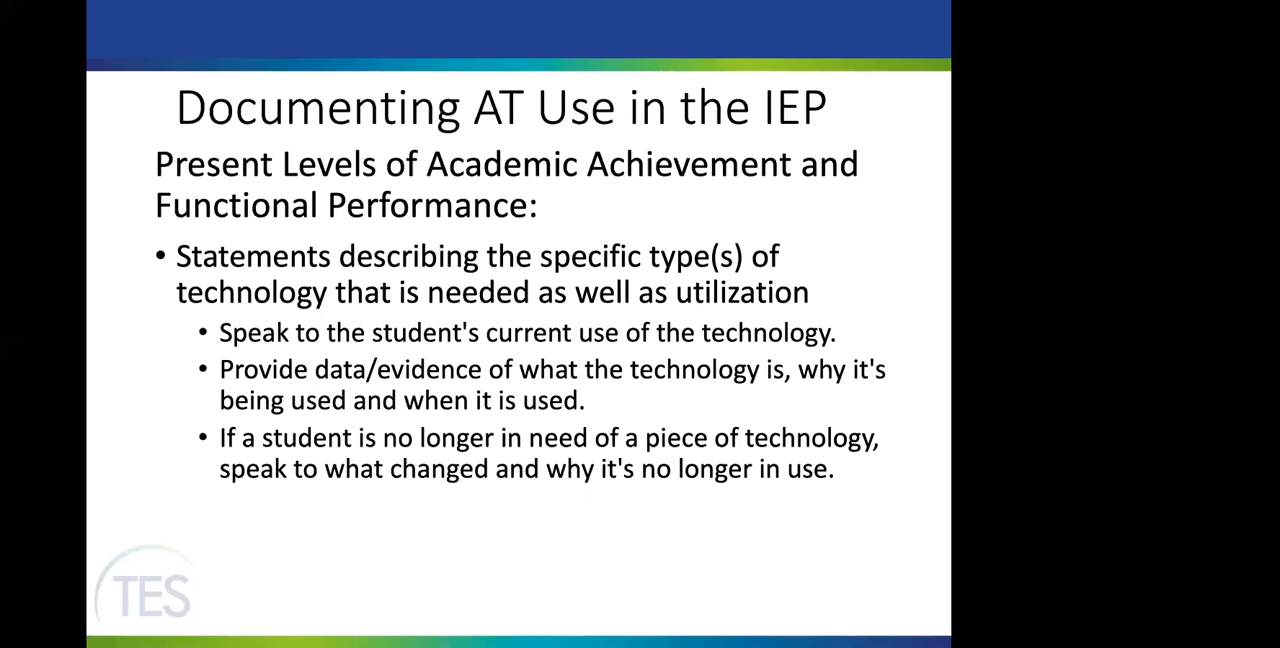 Documenting AT Use in the IEP
Present Levels of Academic Achievement and
Functional Performance:
• Statements describing the specific type(s) of
technology that is needed as well as utilization
• Speak to the student's current use of the technology.
• Provide data/evidence of what the technology is, why it's
being used and when it is used.
• If a student is no longer in need of a piece of technology,
speak to what changed and why it's no longer in use.
TES